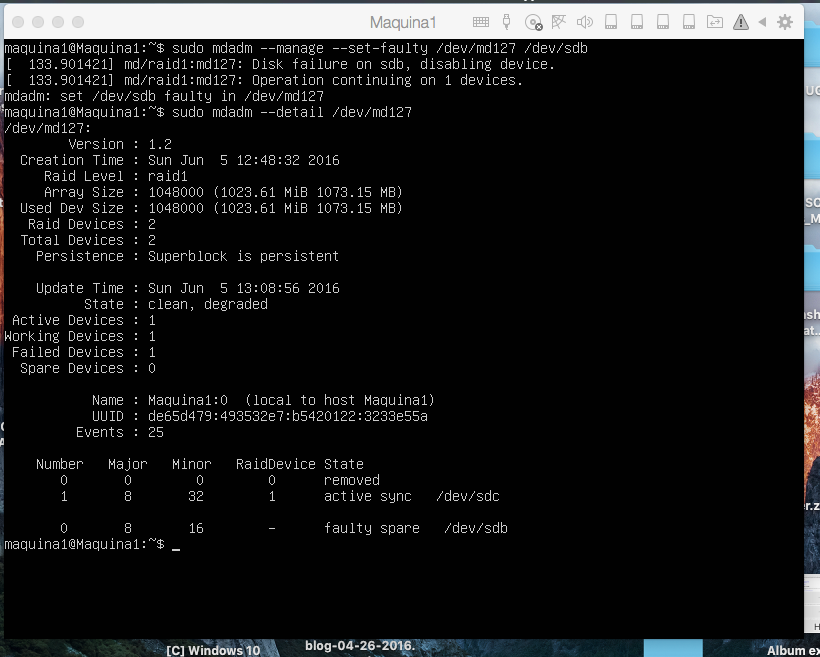 Maquina1
maquina1@Maquina1:~$ sudo mdadm --manage --set-faulty /dev/md127 /dev/sdb
[  133.901421] md/raid1:md127: Disk failure on sdb, disabling device.
[  133.901421] md/raid1:md127: Operation continuing on 1 devices.
mdadm: set /dev/sdb faulty in /dev/md127
maquina1@Maquina1:~$ sudo mdadm --detail /dev/md127
/dev/md127:
        Version : 1.2
  Creation Time : Sun Jun  5 12:48:32 2016
     Raid Level : raid1
     Array Size : 1048000 (1023.61 MiB 1073.15 MB)
  Used Dev Size : 1048000 (1023.61 MiB 1073.15 MB)
   Raid Devices : 2
  Total Devices : 2
    Persistence : Superblock is persistent
    Update Time : Sun Jun  5 13:08:56 2016
          State : clean, degraded
 Active Devices : 1
Working Devices : 1
 Failed Devices : 1
  Spare Devices : 0
           Name : Maquina1:0  (local to host Maquina1)
           UUID : de65d479:493532e7:b5420122:3233e55a
         Events : 25
    Number   Major   Minor   RaidDevice State
       0       0        0        0      removed
       1       8       32        1      active sync   /dev/sdc
       0       8       16        -      faulty spare   /dev/sdb
maquina1@Maquina1:~$ _
[C] Windows 10
blog-04-26-2016.
Album ex